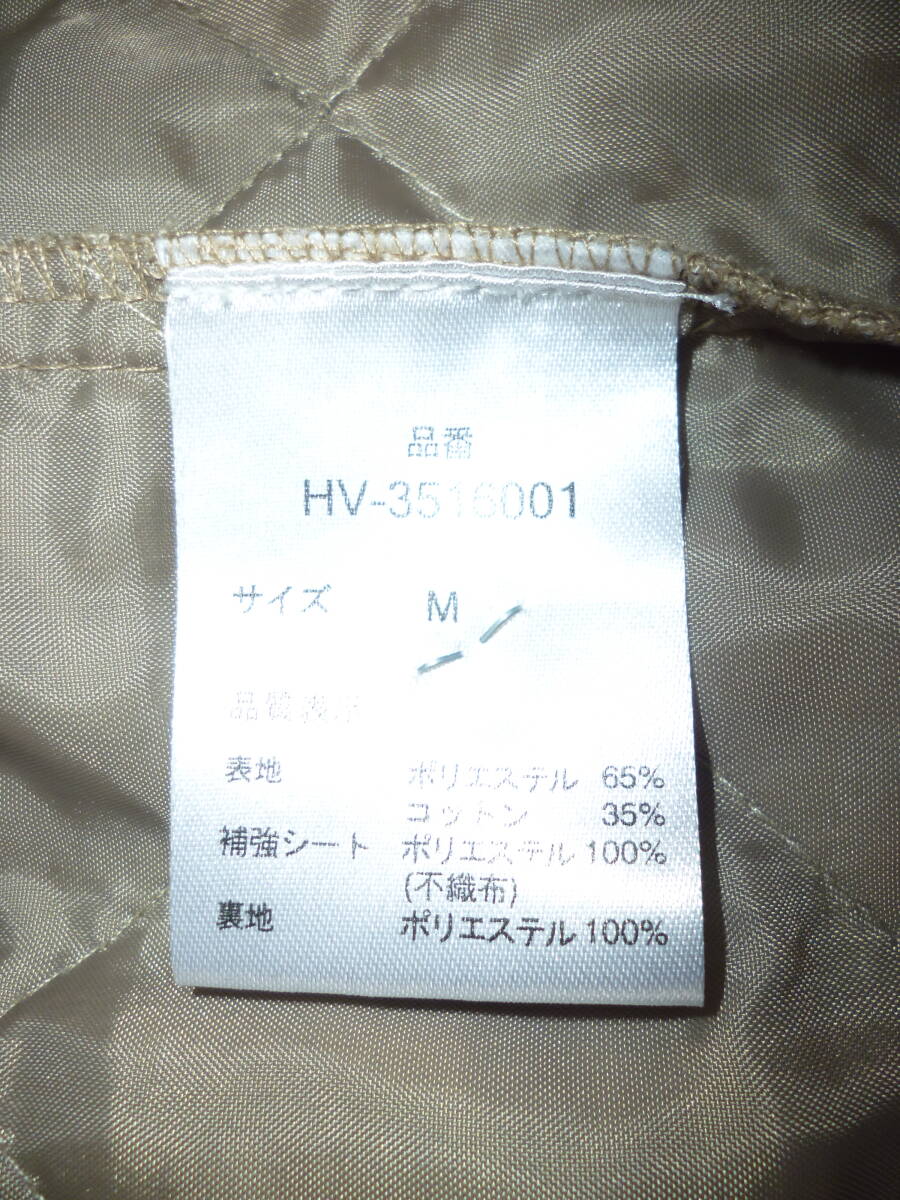 品番
HV-3516001
サイズ M
品質表示
表地 ポリエステル 65%
コットン 35%
補強シート ポリエステル 100%
(不織布)
裏地 ポリエステル 100%